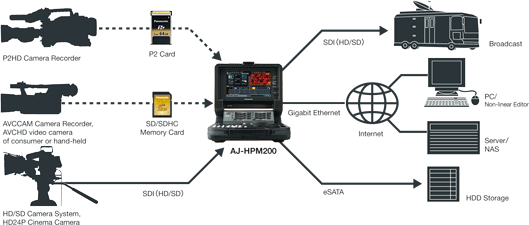 P2HD Camera Recorder
Panasonic
64GB
P2 Card
AVCCAM Camera Recorder,
AVCHD video camera
of consumer or hand-held
SD/SDHC
Memory Card
HD/SD Camera System,
HD24P Cinema Camera
SDI (HD/SD)
AJ-HPM200
SDI (HD/SD)
Broadcast
Gigabit Ethernet
Internet
PC/
Non-linear Editor
Server/
NAS
eSATA
HDD Storage